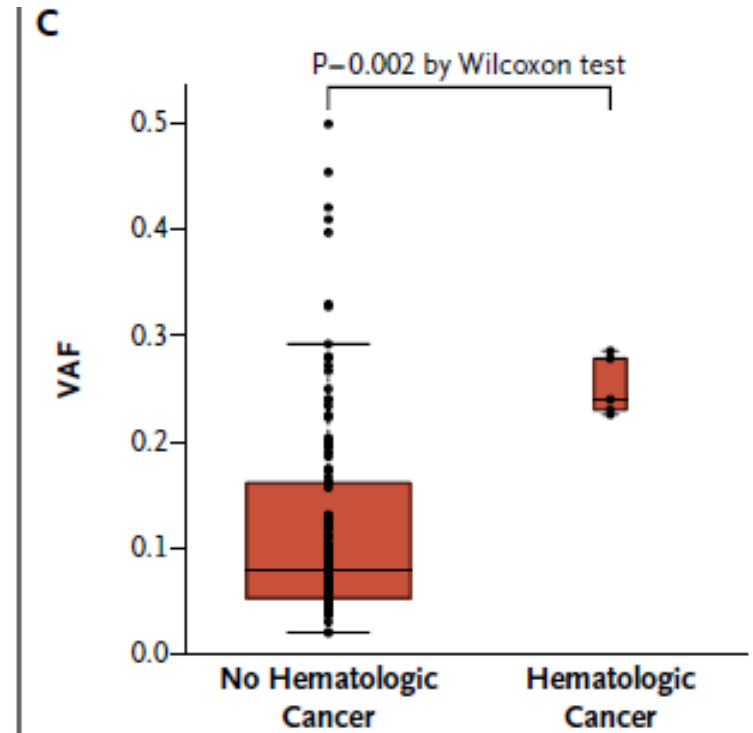 C
P–0.002 by Wilcoxon test
0.5
0.4
0.3
0.2
0.1
0.0
VAF
No Hematologic
Cancer
Hematologic
Cancer